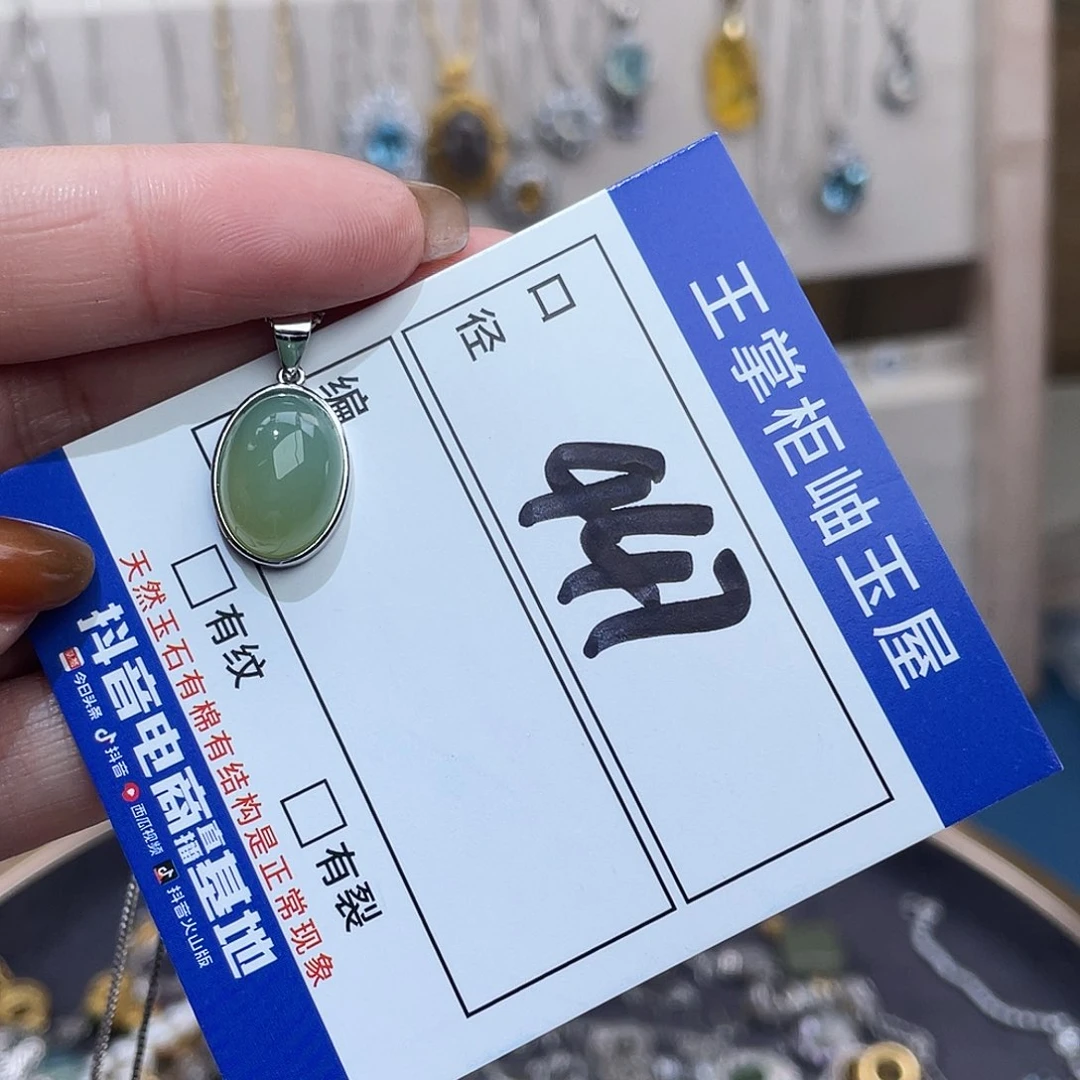 王掌柜岫玉屋
口径
947
编
有纹
有裂
天然玉石有棉有结构是正常现象
抖音电商直播基地
今日头条 抖音 西瓜视频 抖音火山版